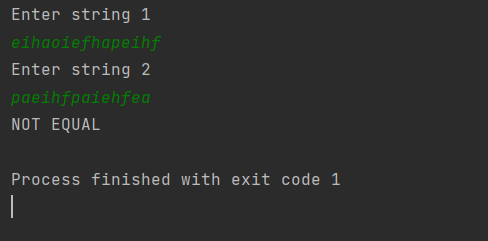 Enter string 1
eihaoiefhapeihf
Enter string 2
paeihfpaiehfea
NOT EQUAL
Process finished with exit code 1